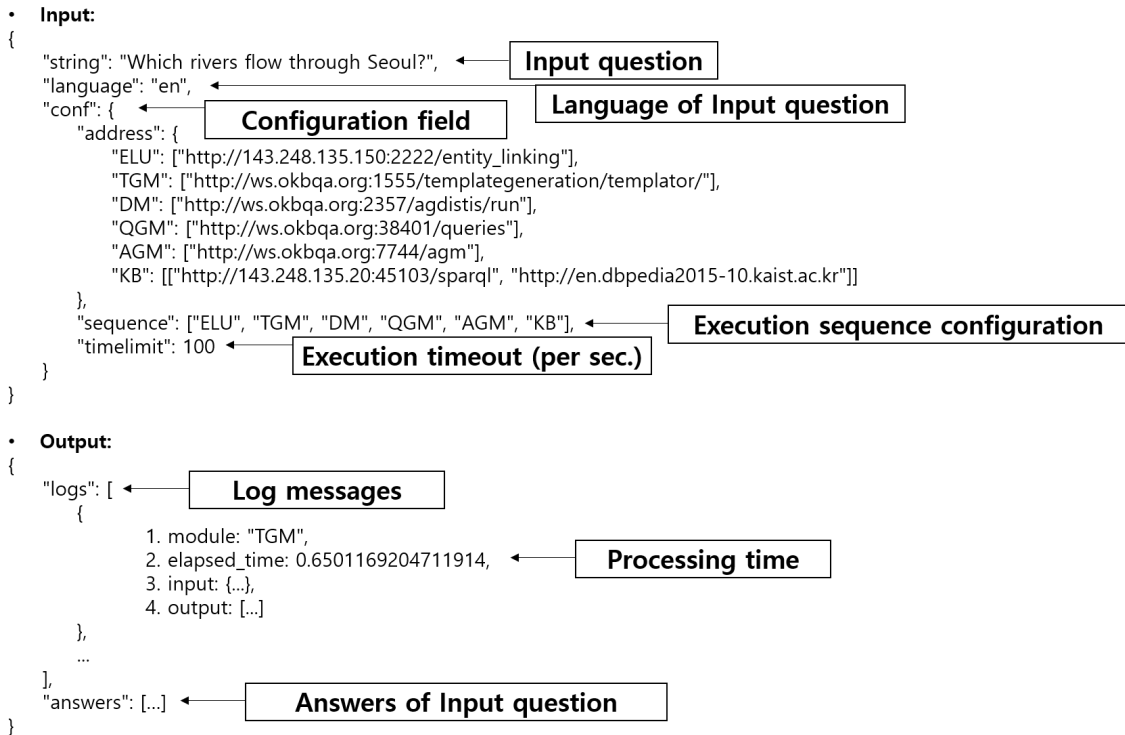 • Input:
{
"string": "Which rivers flow through Seoul?", Input question
"language": "en", Language of Input question
"conf": { Configuration field
"address": {
"ELU": ["http://143.248.135.150:2222/entity_linking"],
"TGM": ["http://ws.okbqa.org:1555/templategeneration/templator/"],
"DM": ["http://ws.okbqa.org:2357/agdistis/run"],
"QGM": ["http://ws.okbqa.org:38401/queries"],
"AGM": ["http://ws.okbqa.org:7744/agm"],
"KB": [["http://143.248.135.20:45103/sparql", "http://en.dbpedia2015-10.kaist.ac.kr"]]
},
"sequence": ["ELU", "TGM", "DM", "QGM", "AGM", "KB"], Execution sequence configuration
"timelimit": 100 Execution timeout (per sec.)
}
}
• Output:
{
"logs": [ Log messages
{
1. module: "TGM",
2. elapsed_time: 0.6501169204711914, Processing time
3. input: {...},
4. output: [...]
},
...
],
"answers": [...] Answers of Input question
}